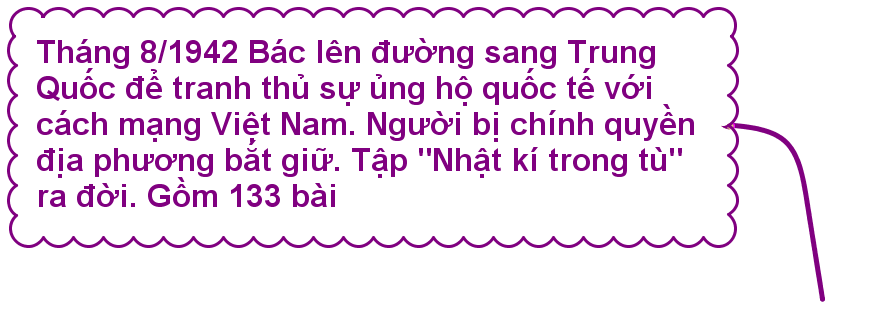 Tháng 8/1942 Bác lên đường sang Trung
Quốc để tranh thủ sự ủng hộ quốc tế với
cách mạng Việt Nam. Người bị chính quyền
địa phương bắt giữ. Tập "Nhật kí trong tù"
ra đời. Gồm 133 bài